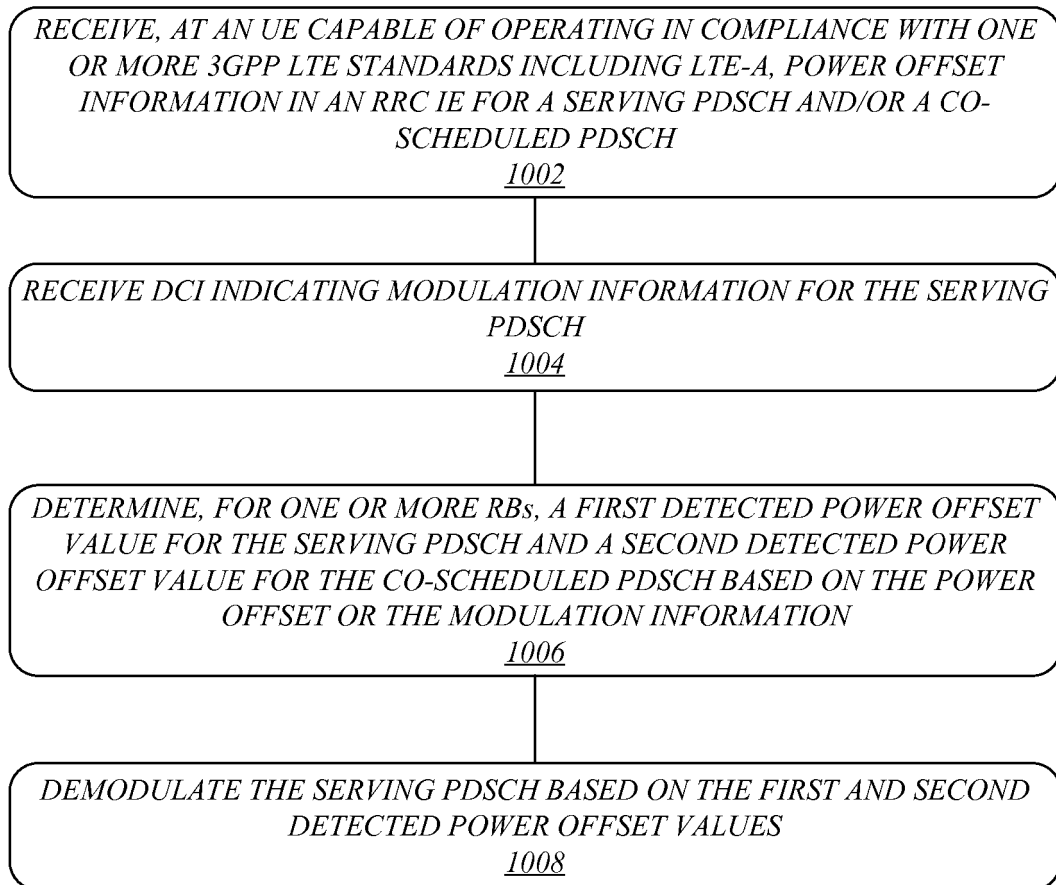 RECEIVE, AT AN UE CAPABLE OF OPERATING IN COMPLIANCE WITH ONE
OR MORE 3GPP LTE STANDARDS INCLUDING LTE-A, POWER OFFSET
INFORMATION IN AN RRC IE FOR A SERVING PDSCH AND/OR A CO-
SCHEDULED PDSCH
1002
RECEIVE DCI INDICATING MODULATION INFORMATION FOR THE SERVING
PDSCH
1004
DETERMINE, FOR ONE OR MORE RBs, A FIRST DETECTED POWER OFFSET
VALUE FOR THE SERVING PDSCH AND A SECOND DETECTED POWER
OFFSET VALUE FOR THE CO-SCHEDULED PDSCH BASED ON THE POWER
OFFSET OR THE MODULATION INFORMATION
1006
DEMODULATE THE SERVING PDSCH BASED ON THE FIRST AND SECOND
DETECTED POWER OFFSET VALUES
1008